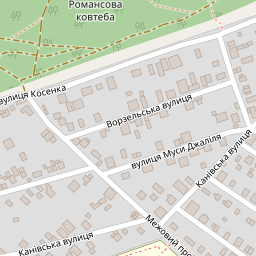 Романсова
ковтеба
вулиця Косенка
Ворзельська вулиця
вулиця Муси Джаліля
Канівська вулиця
Межовий про
Канівська вулиця